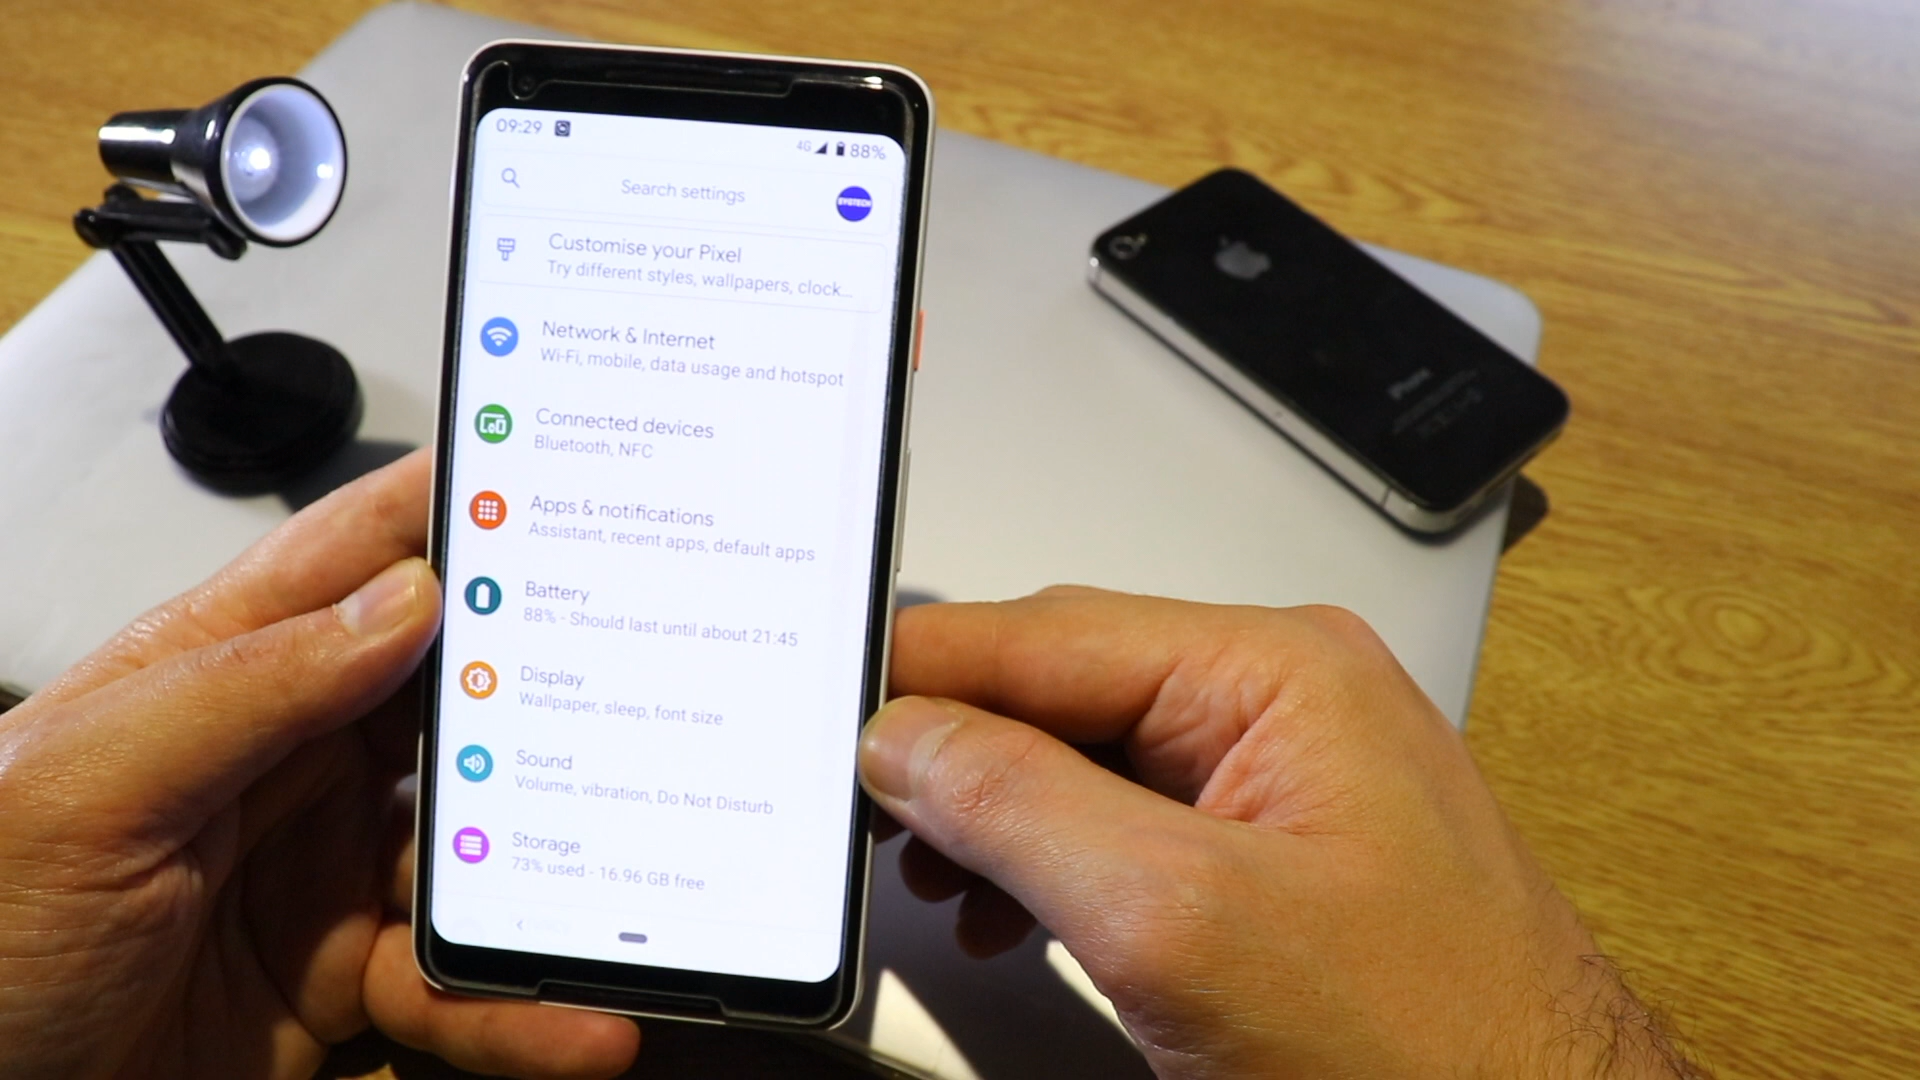 09:29
4G 88%
Search settings
Customise your Pixel
Try different styles, wallpapers, clock...
Network & Internet
Wi-Fi, mobile, data usage and hotspot
Connected devices
Bluetooth, NFC
Apps & notifications
Assistant, recent apps, default apps
Battery
88% - Should last until about 21:45
Display
Wallpaper, sleep, font size
Sound
Volume, vibration, Do Not Disturb
Storage
73% used - 16.96 GB free
iPhone